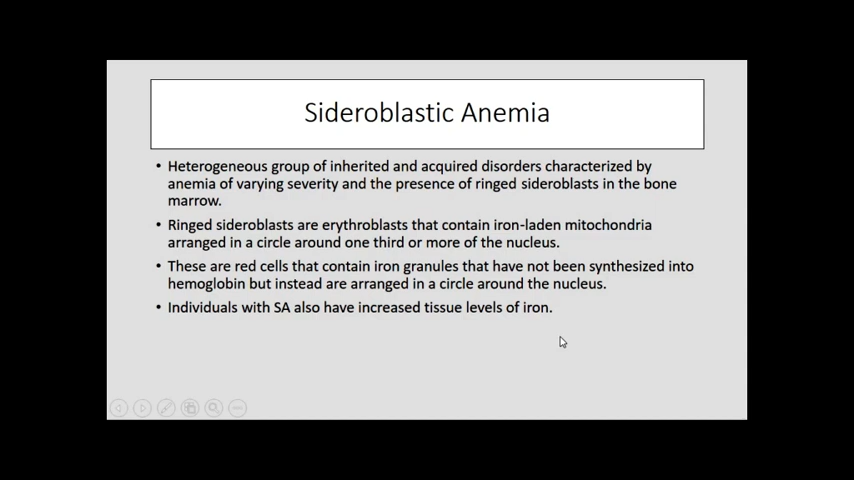 Sideroblastic Anemia
• Heterogeneous group of inherited and acquired disorders characterized by
anemia of varying severity and the presence of ringed sideroblasts in the bone
marrow.
• Ringed sideroblasts are erythroblasts that contain iron-laden mitochondria
arranged in a circle around one third or more of the nucleus.
• These are red cells that contain iron granules that have not been synthesized into
hemoglobin but instead are arranged in a circle around the nucleus.
• Individuals with SA also have increased tissue levels of iron.